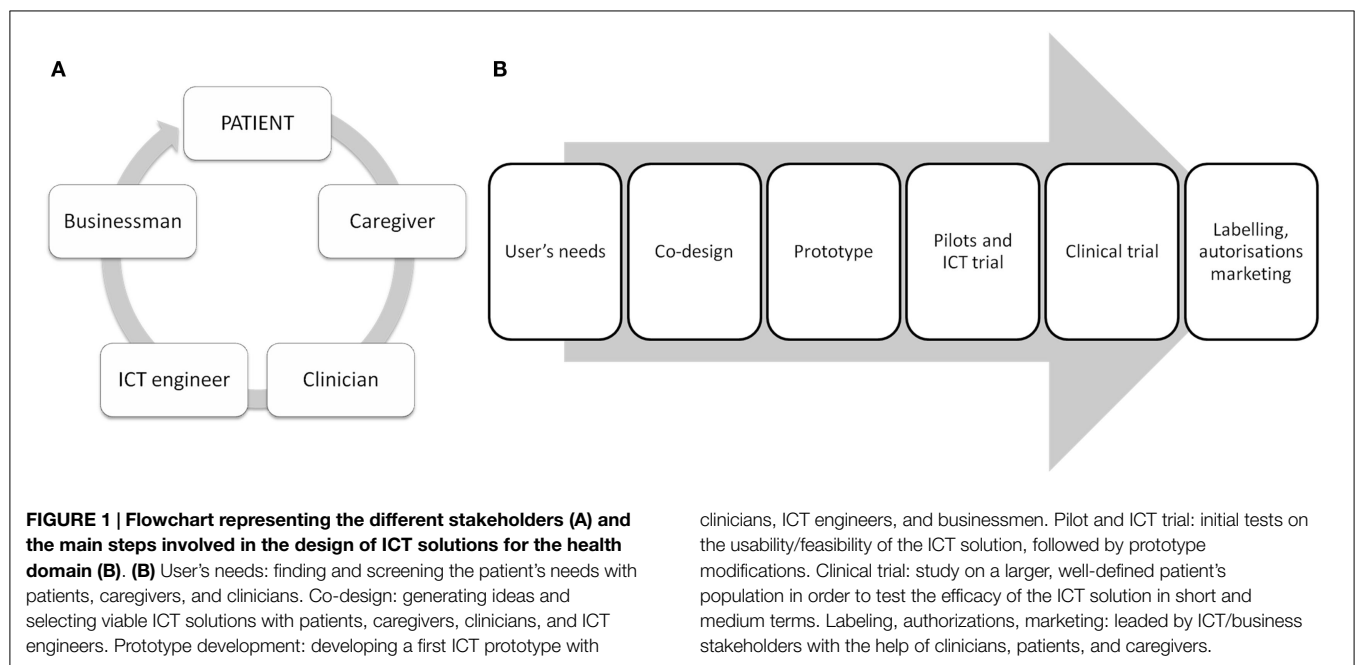 A
PATIENT
Caregiver
Clinician
ICT engineer
Businessman
B
User's needs
Co-design
Prototype
Pilots and
ICT trial
Clinical trial
Labelling,
autorisations
marketing
FIGURE 1 | Flowchart representing the different stakeholders (A) and
the main steps involved in the design of ICT solutions for the health
domain (B). (B) User's needs: finding and screening the patient's needs with
patients, caregivers, and clinicians. Co-design: generating ideas and
selecting viable ICT solutions with patients, caregivers, clinicians, and ICT
engineers. Prototype development: developing a first ICT prototype with
clinicians, ICT engineers, and businessmen. Pilot and ICT trial: initial tests on
the usability/feasibility of the ICT solution, followed by prototype
modifications. Clinical trial: study on a larger, well-defined patient's
population in order to test the efficacy of the ICT solution in short and
medium terms. Labeling, authorizations, marketing: leaded by ICT/business
stakeholders with the help of clinicians, patients, and caregivers.